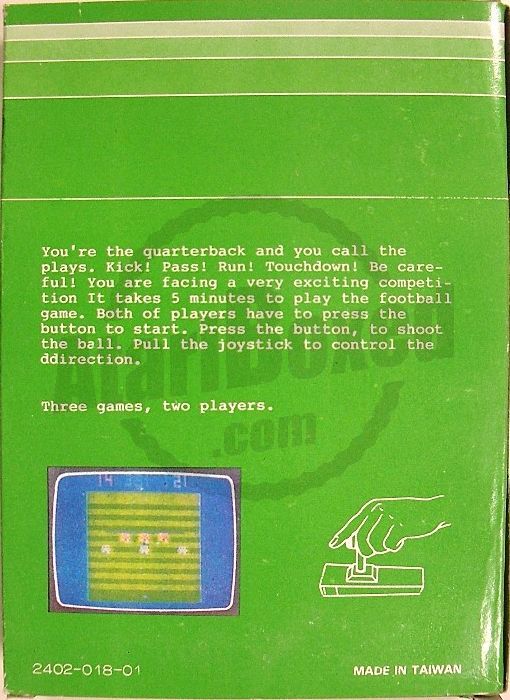 You're the quarterback and you call the
plays. Kick! Pass! Run! Touchdown! Be care-
ful! You are facing a very exciting competi-
tion It takes 5 minutes to play the football
game. Both of players have to press the
button to start. Press the button, to shoot
the ball. Pull the joystick to control the
ddirection.
Three games, two players.
AtariBoxed
.com
14 21
2402-018-01
MADE IN TAIWAN